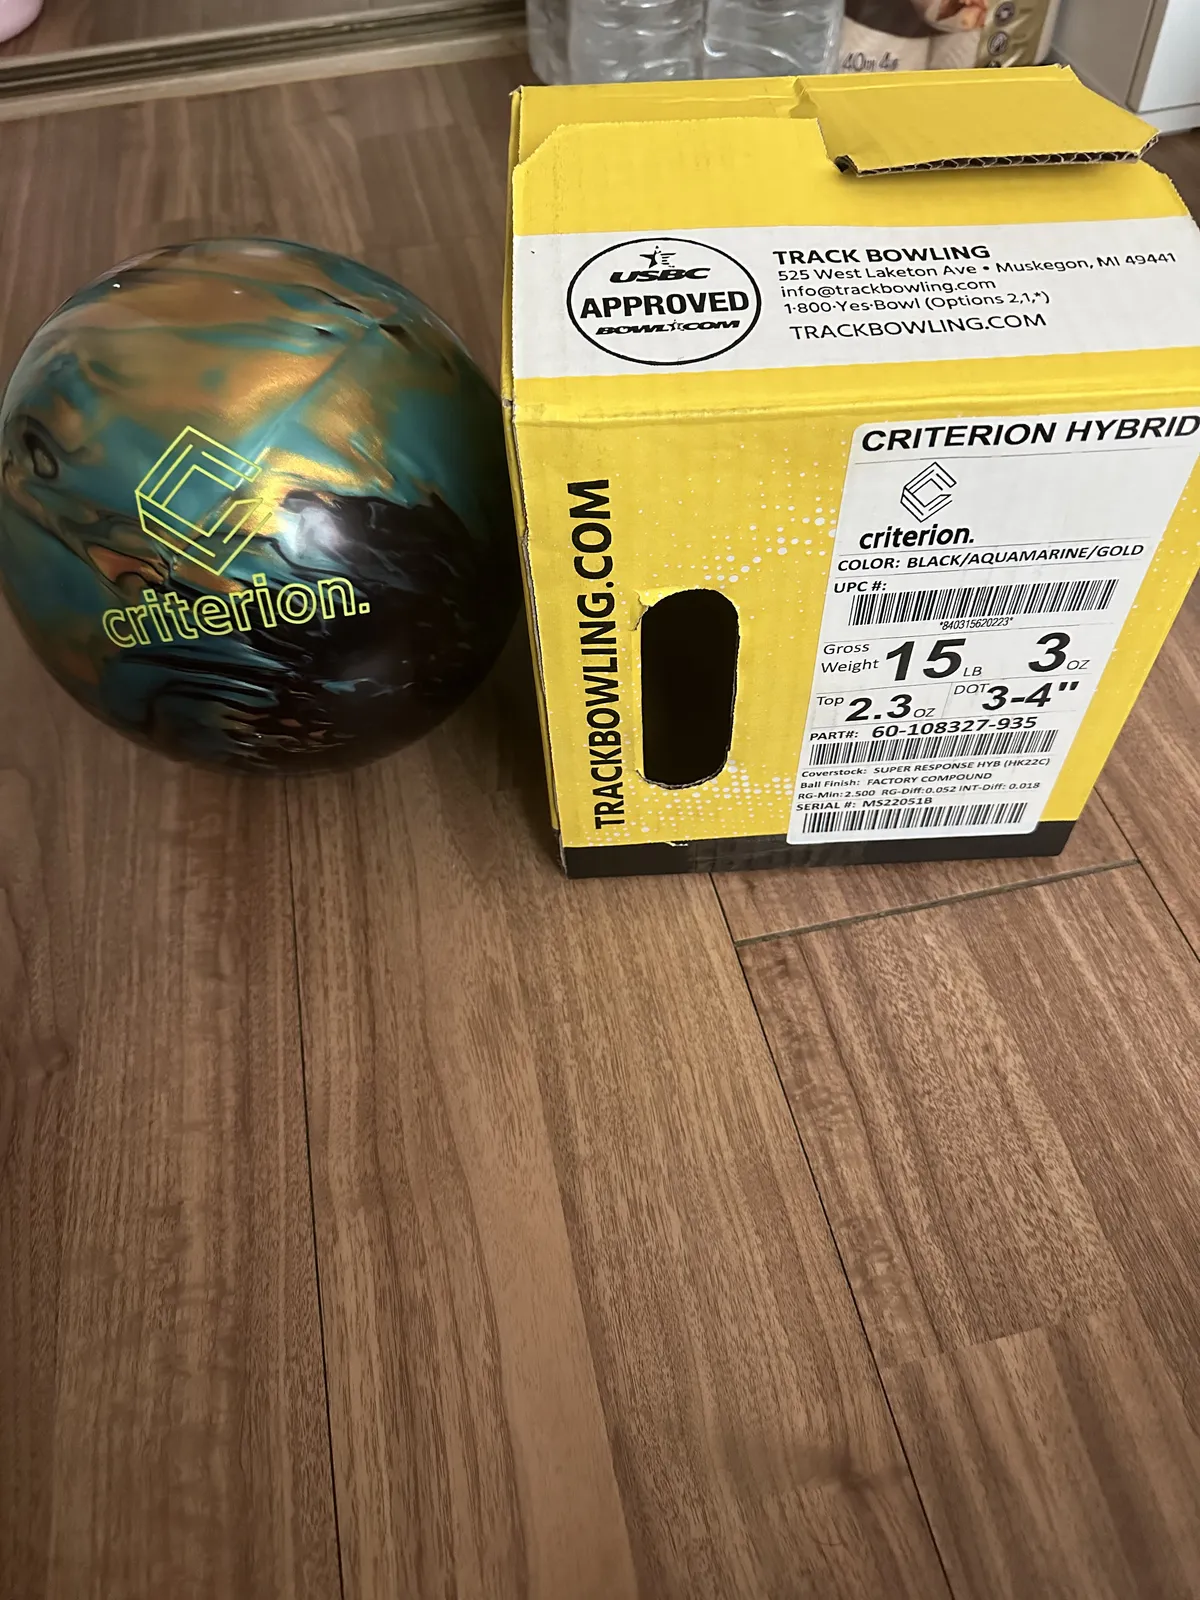 40m 4s
USBC
APPROVED
BOWL.COM
TRACK BOWLING
525 West Laketon Ave • Muskegon, MI 49441
info@trackbowling.com
1·800·Yes·Bowl (Options 2,1,*)
TRACKBOWLING.COM
criterion.
TRACKBOWLING.COM
CRITERION HYBRID
criterion.
COLOR: BLACK/AQUAMARINE/GOLD
UPC #:
*840315620223*
Gross Weight 15 LB 3 OZ
Top 2.3 OZ DOT 3-4"
PART#: 60-108327-935
Coverstock: SUPER RESPONSE HYB (HK22C)
Ball Finish: FACTORY COMPOUND
RG-Min: 2.500 RG-Diff: 0.052 INT-Diff: 0.018
SERIAL #: MS22051B